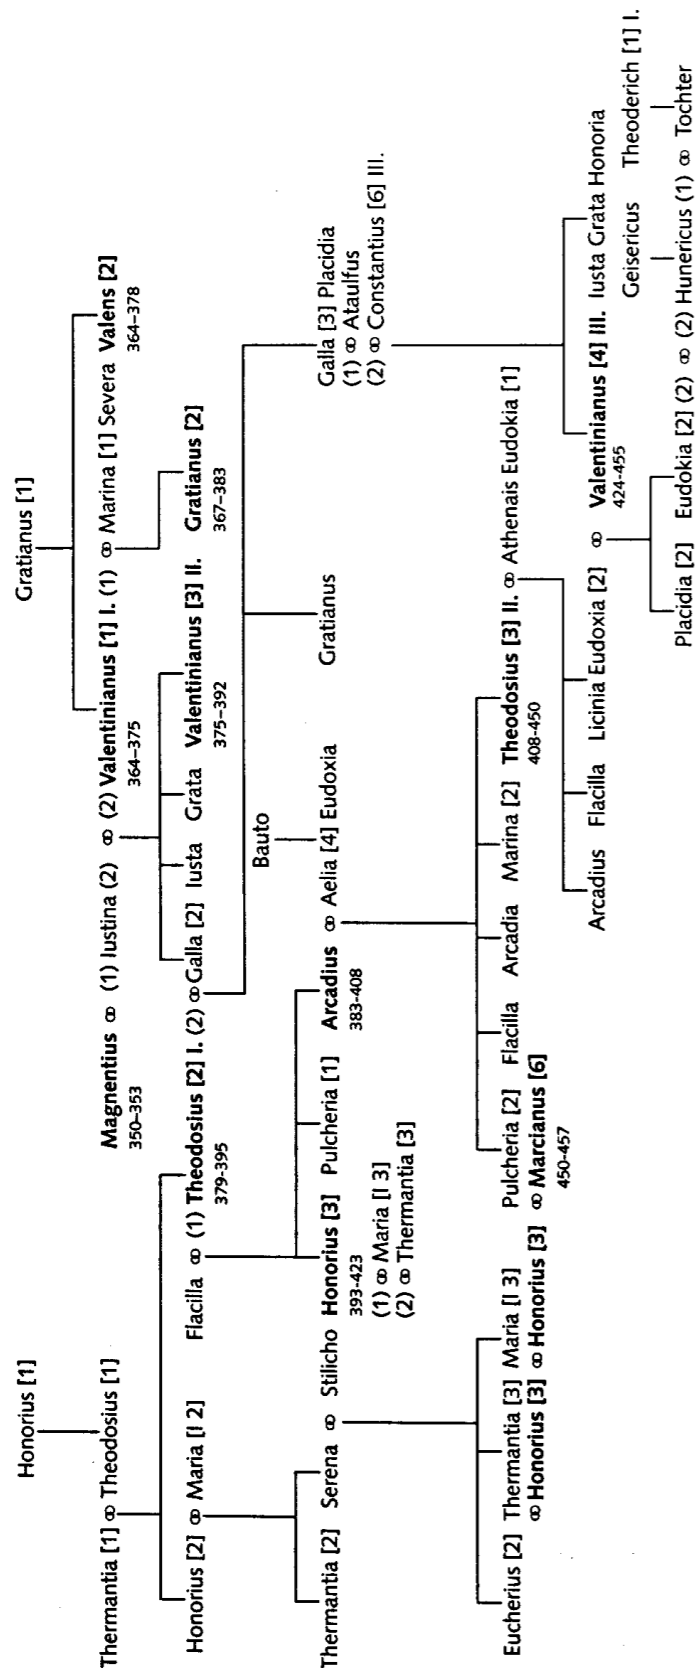 Honorius [1]
Gratianus [1]
Thermantia [1] ⚭ Theodosius [1]
Magnentius ⚭ (1) Iustina (2) ⚭ (2) Valentinianus [1] I. (1) ⚭ Marina [1] Severa Valens [2]
350–353
364–375
364–378
Honorius [2] ⚭ Maria [I 2]
Flacilla ⚭ (1) Theodosius [2] I. (2) ⚭ Galla [2] Iusta Grata Valentinianus [3] II. Gratianus [2]
379-395
375–392
367–383
Bauto
Thermantia [2] Serena ⚭ Stilicho Honorius [3] Pulcheria [1] Arcadius ⚭ Aelia [4] Eudoxia Gratianus Galla [3] Placidia
393-423
383-408
(1) ⚭ Maria [I 3]
(2) ⚭ Thermantia [3]
(1) ⚭ Ataulfus
(2) ⚭ Constantius [6] III.
Eucherius [2] Thermantia [3] Maria [I 3] Pulcheria [2] Flacilla Arcadia Marina [2] Theodosius [3] II. ⚭ Athenais Eudokia [1]
⚭ Honorius [3] ⚭ Honorius [3] ⚭ Marcianus [6]
450-457
408-450
Arcadius Flacilla Licinia Eudoxia [2] ⚭ Valentinianus [4] III. Iusta Grata Honoria
424-455
Geisericus Theoderich [1] I.
Placidia [2] Eudokia [2] (2) ⚭ (2) Hunericus (1) ⚭ Tochter